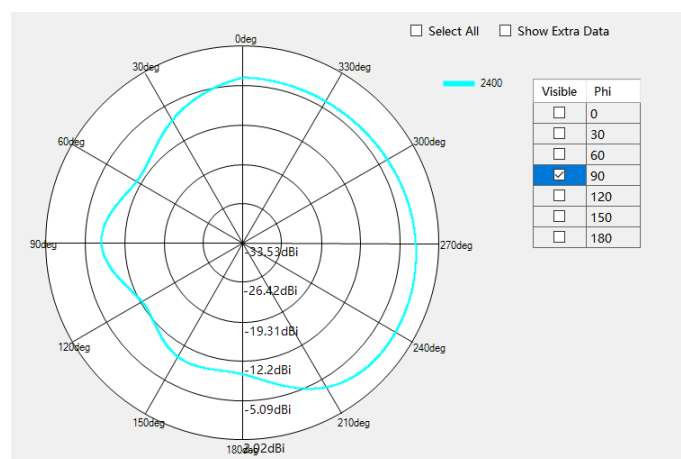 Select All
Show Extra Data
0deg
30deg
330deg
2400
Visible Phi
0
30
60
90
120
150
180
60deg
300deg
90deg
270deg
-33.53dBi
-26.42dBi
-19.31dBi
120deg
240deg
-12.2dBi
-5.09dBi
150deg
210deg
180deg